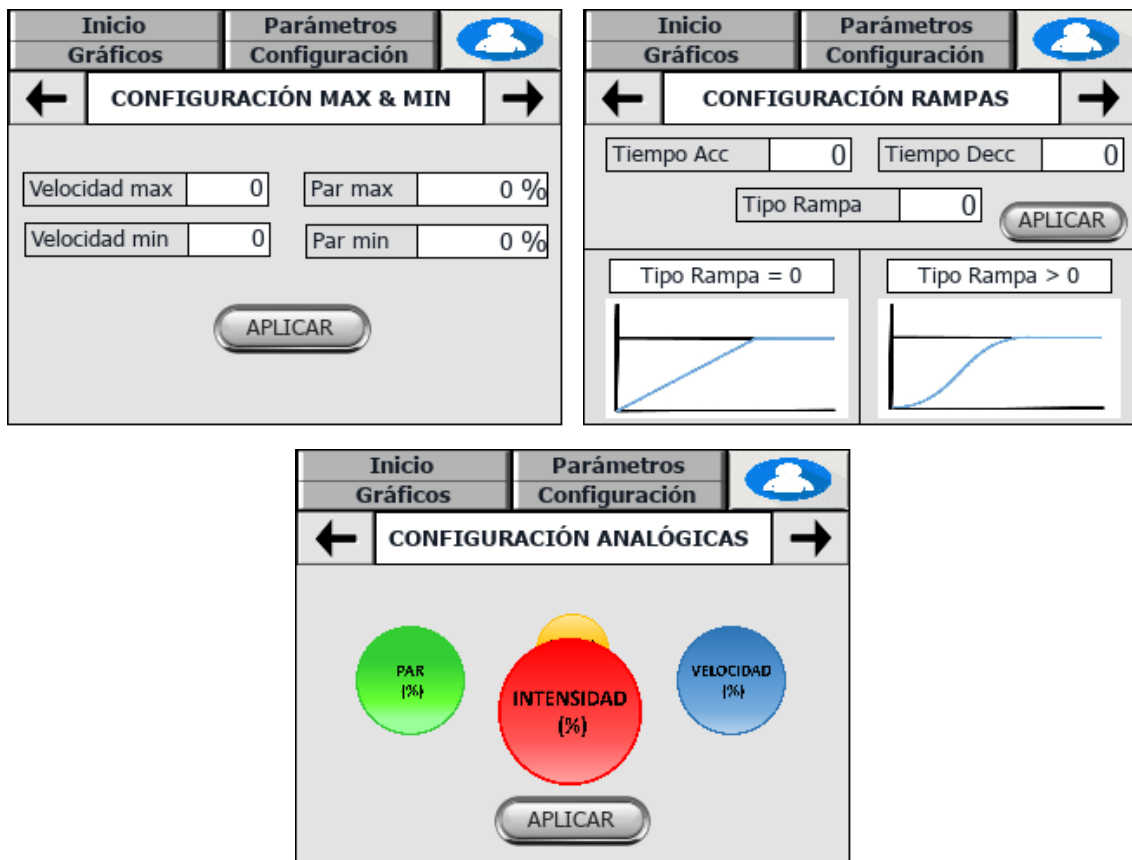 Inicio
Parámetros
Gráficos
Configuración
CONFIGURACIÓN MAX & MIN
Velocidad max
0
Par max
0 %
Velocidad min
0
Par min
0 %
APLICAR
Inicio
Parámetros
Gráficos
Configuración
CONFIGURACIÓN RAMPAS
Tiempo Acc
0
Tiempo Decc
0
Tipo Rampa
0
APLICAR
Tipo Rampa = 0
Tipo Rampa > 0
Inicio
Parámetros
Gráficos
Configuración
CONFIGURACIÓN ANALÓGICAS
PAR
(%)
INTENSIDAD
(%)
VELOCIDAD
(%)
APLICAR